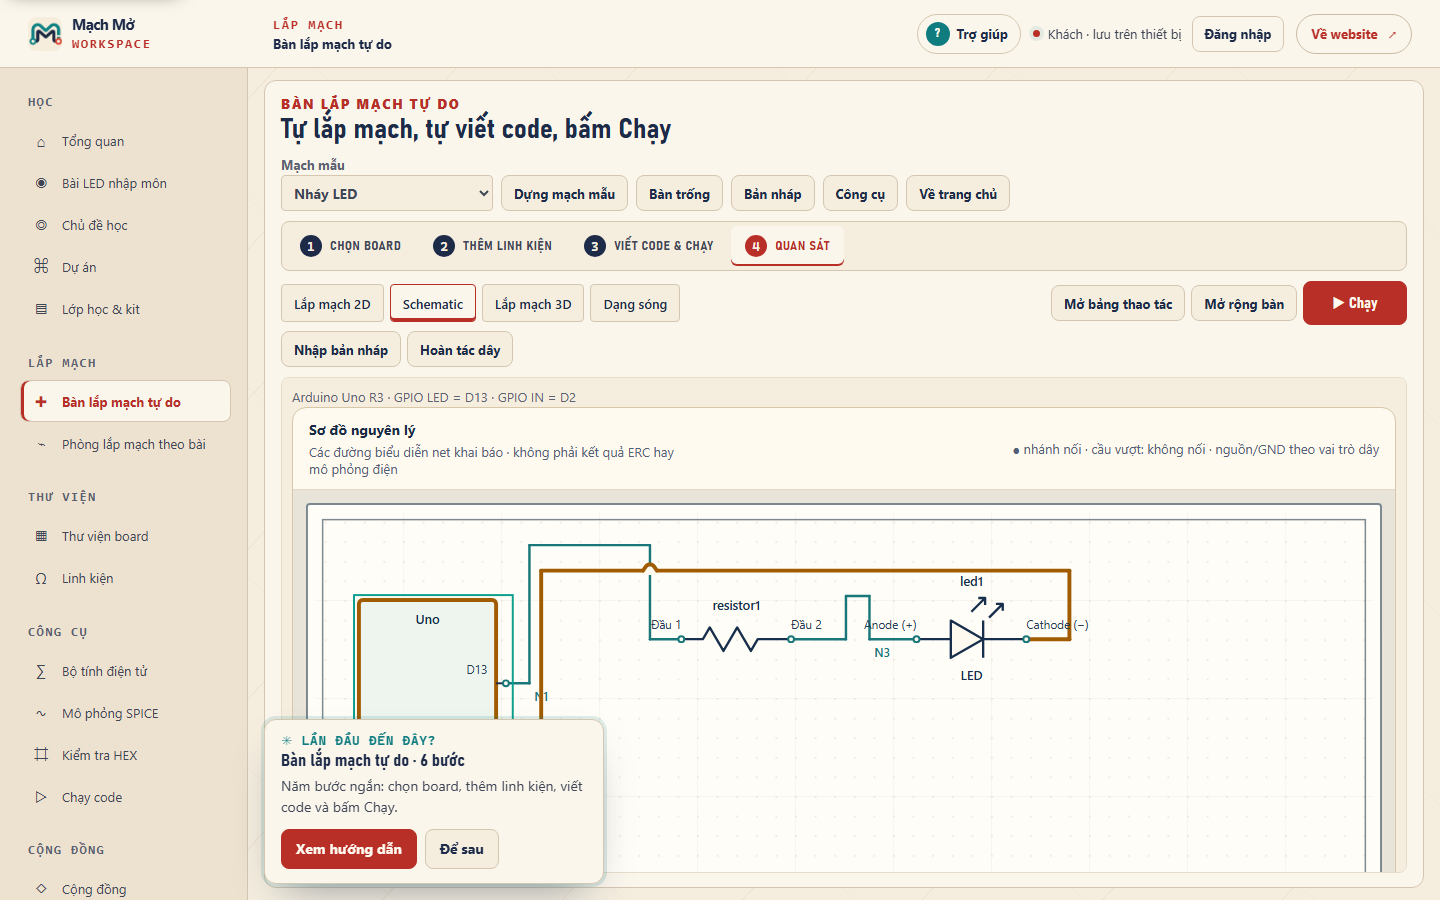 Mạch Mở
WORKSPACE
LẮP MẠCH
Bàn lắp mạch tự do
? Trợ giúp
Khách · lưu trên thiết bị
Đăng nhập
Về website ↗
HỌC
Tổng quan
Bài LED nhập môn
Chủ đề học
Dự án
Lớp học & kit
LẮP MẠCH
Bàn lắp mạch tự do
Phòng lắp mạch theo bài
THƯ VIỆN
Thư viện board
Linh kiện
CÔNG CỤ
Bộ tính điện tử
Mô phỏng SPICE
Kiểm tra HEX
Chạy code
CỘNG ĐỒNG
Cộng đồng
BÀN LẮP MẠCH TỰ DO
Tự lắp mạch, tự viết code, bấm Chạy
Mạch mẫu
Nháy LED
Dựng mạch mẫu
Bàn trống
Bản nháp
Công cụ
Về trang chủ
1 CHỌN BOARD
2 THÊM LINH KIỆN
3 VIẾT CODE & CHẠY
4 QUAN SÁT
Lắp mạch 2D
Schematic
Lắp mạch 3D
Dạng sóng
Mở bảng thao tác
Mở rộng bàn
▶ Chạy
Nhập bản nháp
Hoàn tác dây
Arduino Uno R3 · GPIO LED = D13 · GPIO IN = D2
Sơ đồ nguyên lý
Các đường biểu diễn net khai báo · không phải kết quả ERC hay
mô phỏng điện
● nhánh nối · cầu vượt: không nối · nguồn/GND theo vai trò dây
led1
resistor1
Uno
Đầu 1
Đầu 2
Anode (+)
Cathode (−)
N3
D13
LED
N1
✳ LẦN ĐẦU ĐẾN ĐÂY?
Bàn lắp mạch tự do · 6 bước
Năm bước ngắn: chọn board, thêm linh kiện, viết
code và bấm Chạy.
Xem hướng dẫn
Để sau